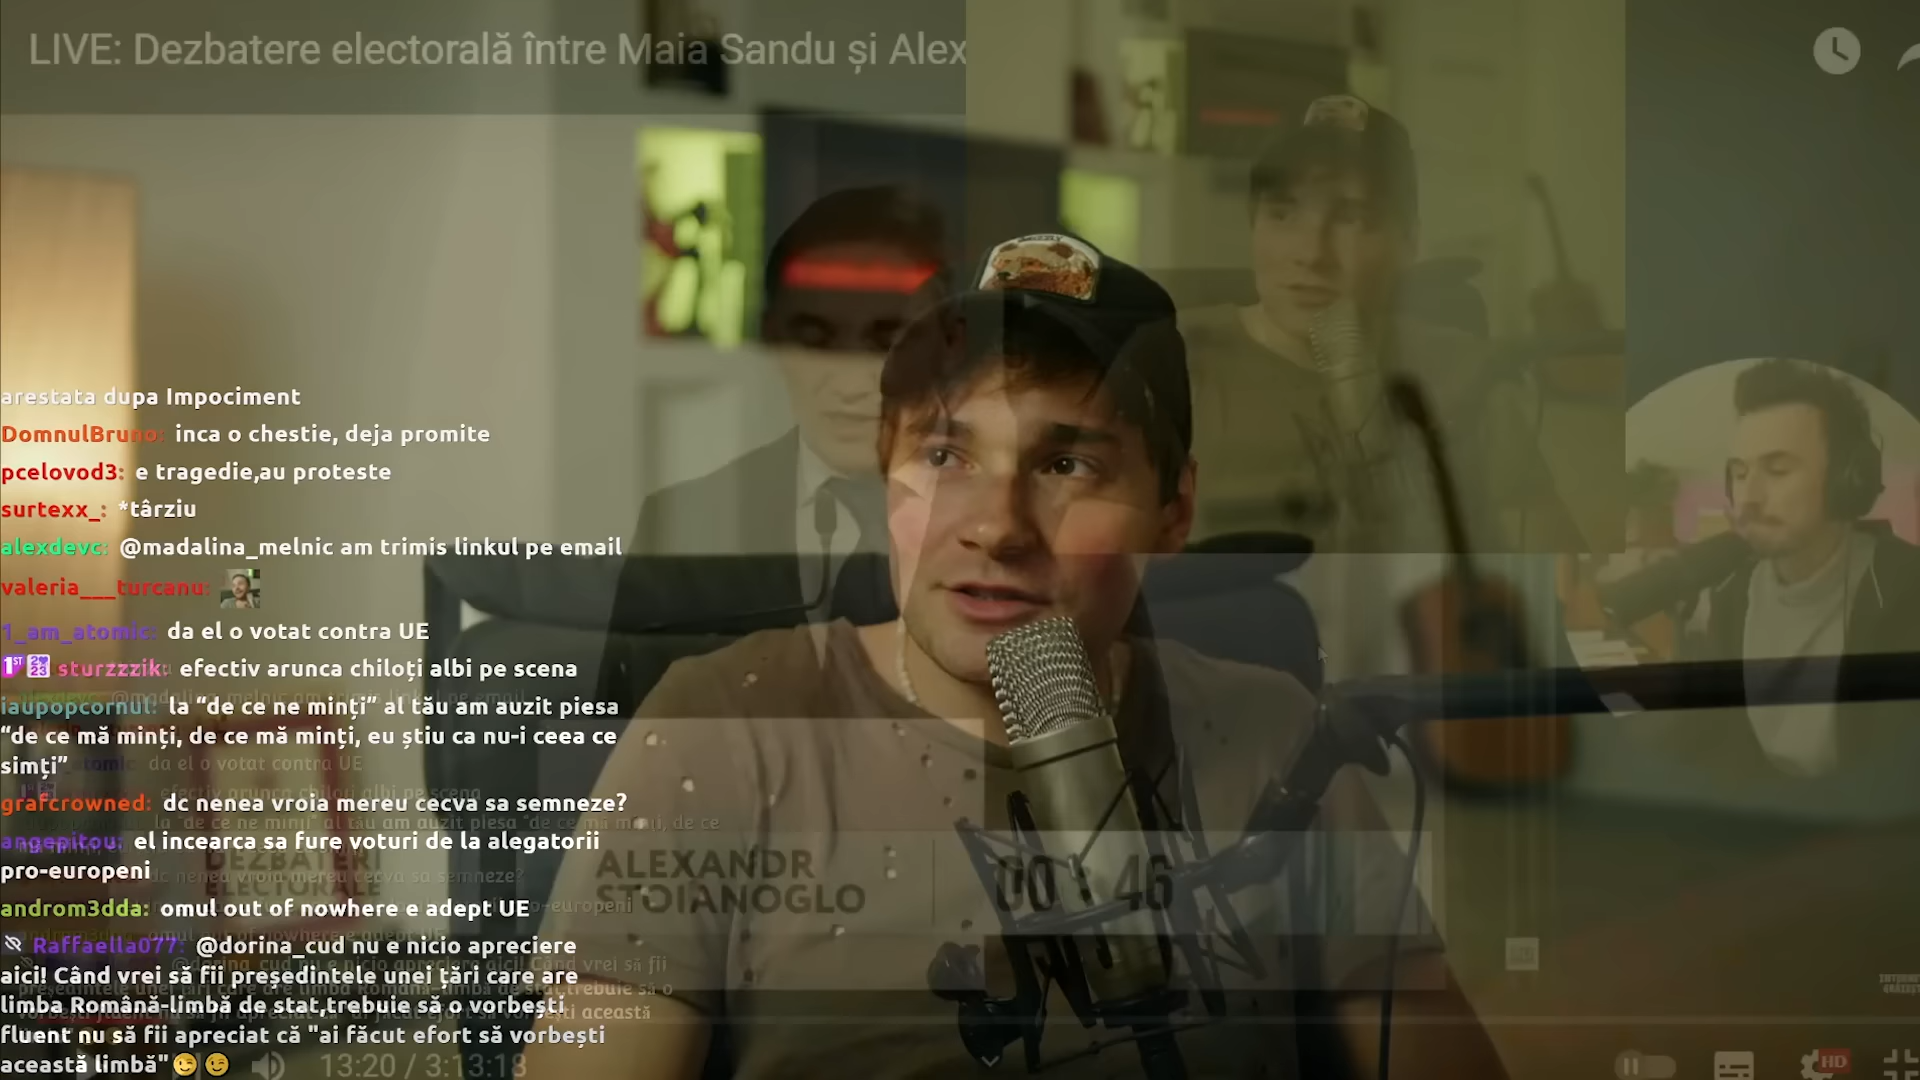 LIVE: Dezbatere electorală între Maia Sandu și Alex
arestata dupa Impociment
DomnulBruno: inca o chestie, deja promite
pcelovod3: e tragedie,au proteste
surtexx_: *târziu
alexdevc: @madalina_melnic am trimis linkul pe email
valeria___turcanu:
1_am_atomic: da el o votat contra UE
1ST 2023 sturzzzik: efectiv arunca chiloți albi pe scena
iaupopcornul: la “de ce ne minți” al tău am auzit piesa
“de ce mă minți, de ce mă minți, eu știu ca nu-i ceea ce
simți”
grafcrowned: dc nenea vroia mereu cecva sa semneze?
angepitou: el incearca sa fure voturi de la alegatorii
pro-europeni
androm3dda: omul out of nowhere e adept UE
Raffaella077: @dorina_cud nu e nicio apreciere
aici! Când vrei să fii președintele unei țări care are
limba Română-limbă de stat,trebuie să o vorbești
fluent nu să fii apreciat că "ai făcut efort să vorbești
această limbă"😉😉
DEZBATERI
ELECTORALE
ALEXANDR
STOIANOGLO
00:46
13:20 / 3:13:18
HD